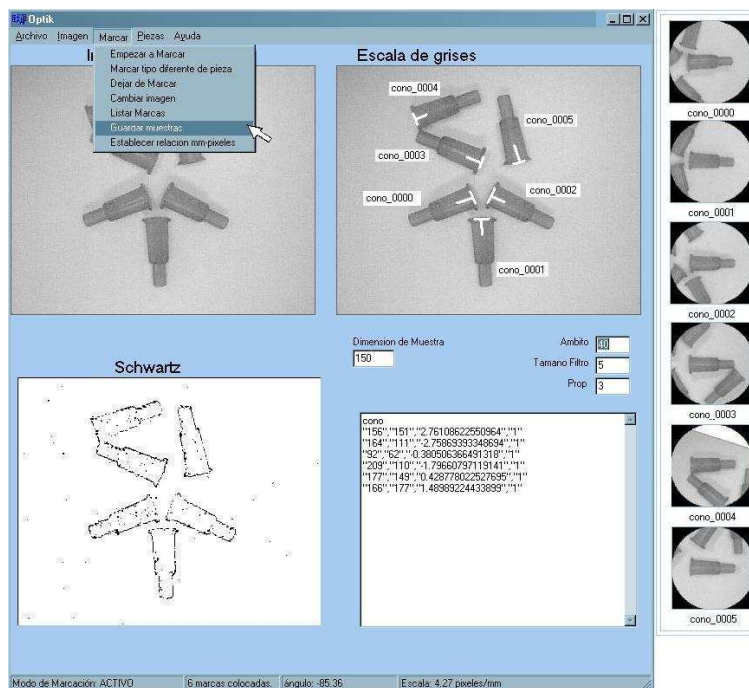 Optik
Archivo Imagen Marcar Piezas Ayuda
Empezar a Marcar
Marcar tipo diferente de pieza
Dejar de Marcar
Cambiar imagen
Listar Marcas
Guardar muestras
Establecer relacion mm-pixeles
Escala de grises
cono_0004
cono_0005
cono_0003
cono_0000
cono_0002
cono_0001
Dimension de Muestra
150
Ambito 40
Tamano Filtro 5
Prop 3
Schwartz
cono
"156","151","2.76108622550964","1"
"164","111","-2.75869393348694","1"
"92","62","-0.380506366491318","1"
"209","110","-1.79660797119141","1"
"177","149","0.428778022527695","1"
"166","177","1.48989224433899","1"
Modo de Marcación: ACTIVO 6 marcas colocadas. ángulo: -85.36 Escala: 4.27 pixeles/mm
cono_0000
cono_0001
cono_0002
cono_0003
cono_0004
cono_0005